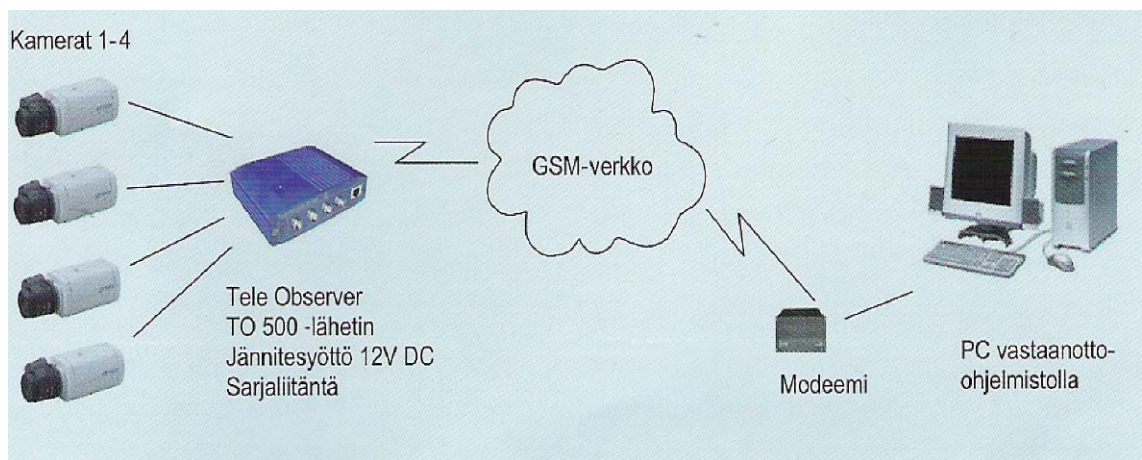 Kamerat 1-4
GSM-verkko
Tele Observer
TO 500 -lähetin
Jännitesyöttö 12V DC
Sarjaliitäntä
Modeemi
PC vastaanotto-
ohjelmistolla